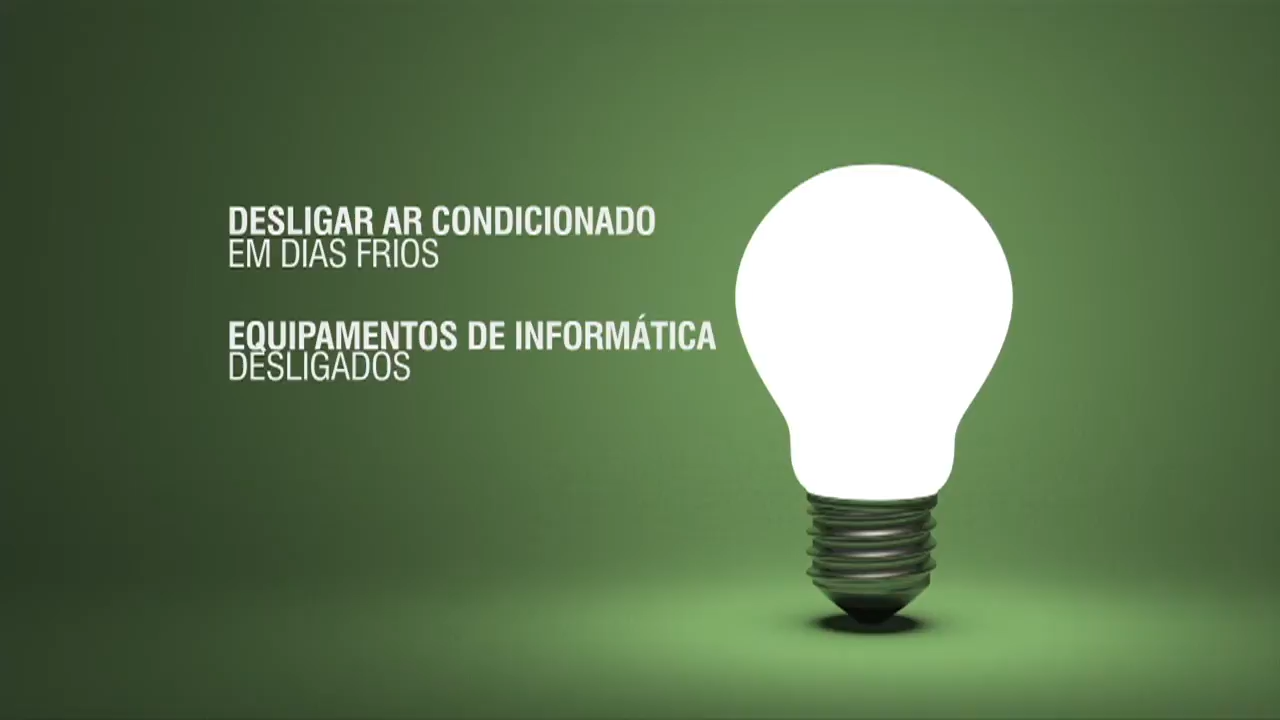 DESLIGAR AR CONDICIONADO
EM DIAS FRIOS
EQUIPAMENTOS DE INFORMÁTICA
DESLIGADOS